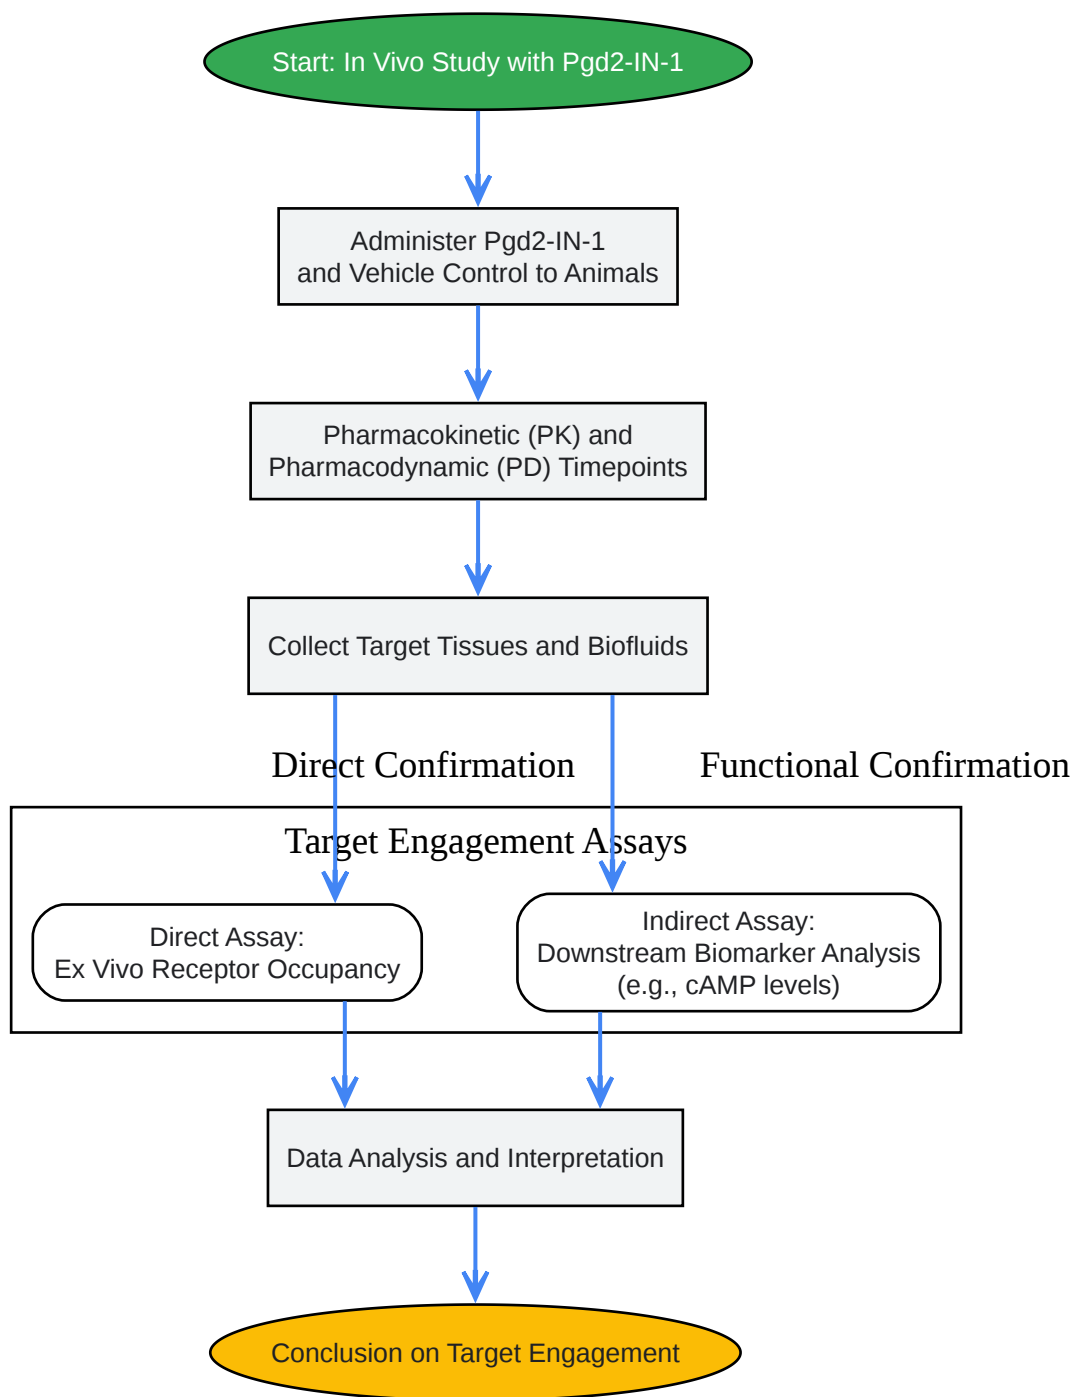 Start: In Vivo Study with Pgd2-IN-1
Administer Pgd2-IN-1
and Vehicle Control to Animals
Pharmacokinetic (PK) and
Pharmacodynamic (PD) Timepoints
Collect Target Tissues and Biofluids
Direct Confirmation
Functional Confirmation
Target Engagement Assays
Direct Assay:
Ex Vivo Receptor Occupancy
Indirect Assay:
Downstream Biomarker Analysis
(e.g., cAMP levels)
Data Analysis and Interpretation
Conclusion on Target Engagement